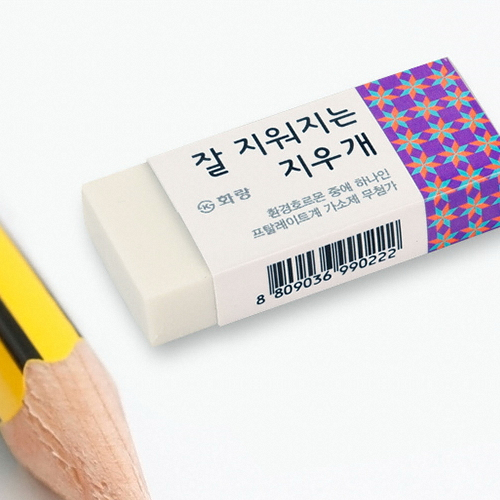 잘 지워지는
지우개
화랑
환경호르몬 중에 하나인
프탈레이트계 가소제 무첨가
8 809036 990222